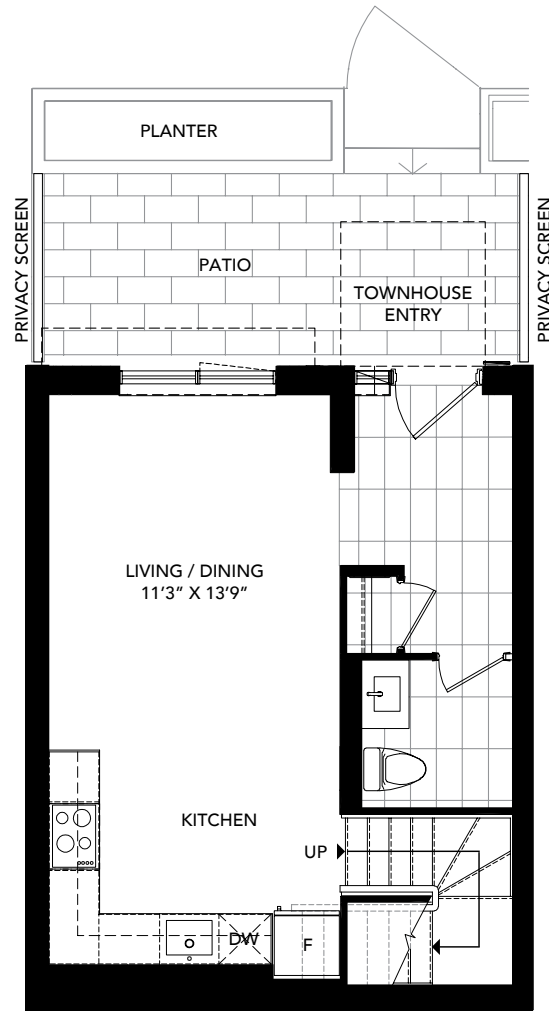 PLANTER
PRIVACY SCREEN
PRIVACY SCREEN
PATIO
TOWNHOUSE
ENTRY
LIVING / DINING
11'3" X 13'9"
KITCHEN
UP
DW
F